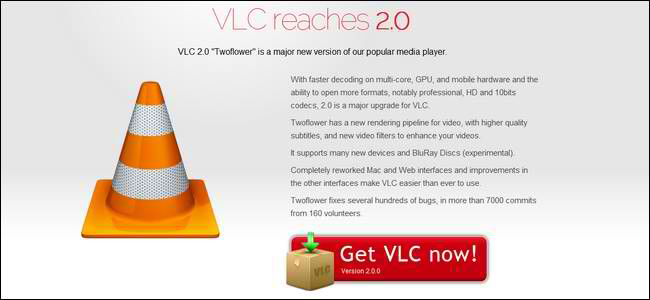 VLC reaches 2.0
VLC 2.0 "Twoflower" is a major new version of our popular media player.
With faster decoding on multi-core, GPU, and mobile hardware and the
ability to open more formats, notably professional, HD and 10bits
codecs, 2.0 is a major upgrade for VLC.
Twoflower has a new rendering pipeline for video, with higher quality
subtitles, and new video filters to enhance your videos.
It supports many new devices and BluRay Discs (experimental).
Completely reworked Mac and Web interfaces and improvements in
the other interfaces make VLC easier than ever to use.
Twoflower fixes several hundreds of bugs, in more than 7000 commits
from 160 volunteers.
VLC
Get VLC now!
Version 2.0.0